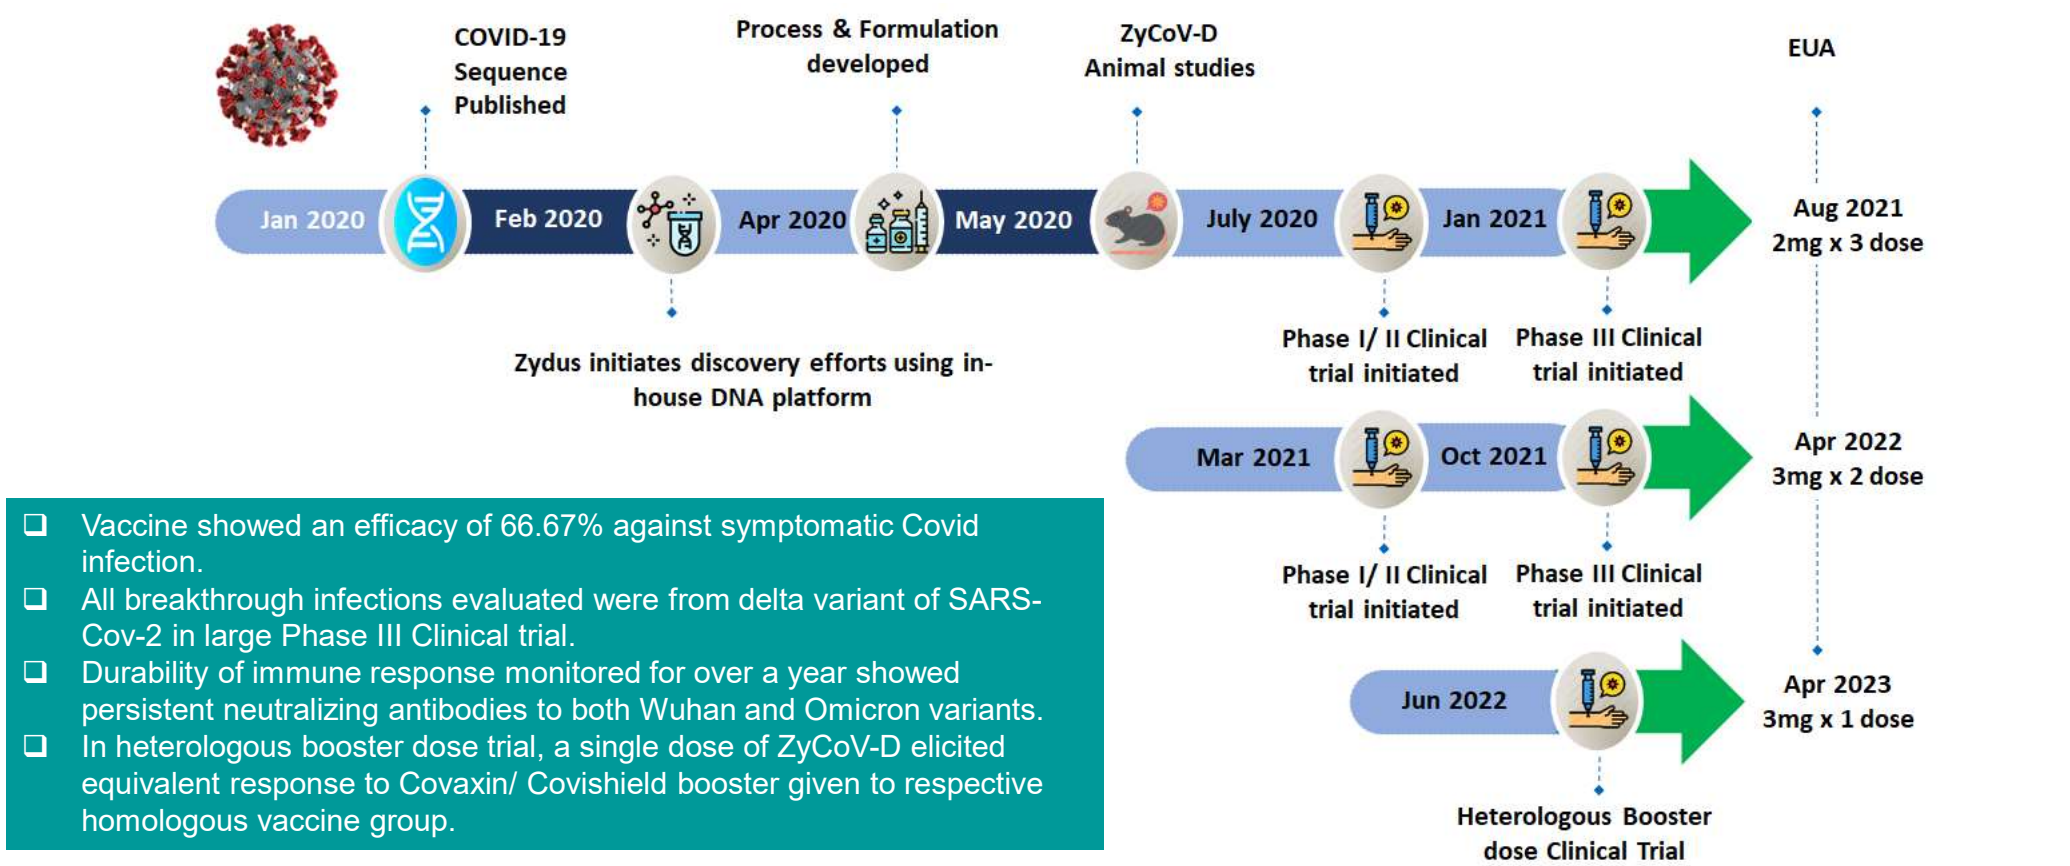 COVID-19
Sequence
Published
Process & Formulation
developed
ZyCoV-D
Animal studies
EUA
Jan 2020
Feb 2020
Apr 2020
May 2020
July 2020
Jan 2021
Aug 2021
2mg x 3 dose
Zydus initiates discovery efforts using in-
house DNA platform
Phase I/ II Clinical
trial initiated
Phase III Clinical
trial initiated
Mar 2021
Oct 2021
Apr 2022
3mg x 2 dose
Phase I/ II Clinical
trial initiated
Phase III Clinical
trial initiated
Jun 2022
Apr 2023
3mg x 1 dose
Heterologous Booster
dose Clinical Trial
Vaccine showed an efficacy of 66.67% against symptomatic Covid
infection.
All breakthrough infections evaluated were from delta variant of SARS-
Cov-2 in large Phase III Clinical trial.
Durability of immune response monitored for over a year showed
persistent neutralizing antibodies to both Wuhan and Omicron variants.
In heterologous booster dose trial, a single dose of ZyCoV-D elicited
equivalent response to Covaxin/ Covishield booster given to respective
homologous vaccine group.